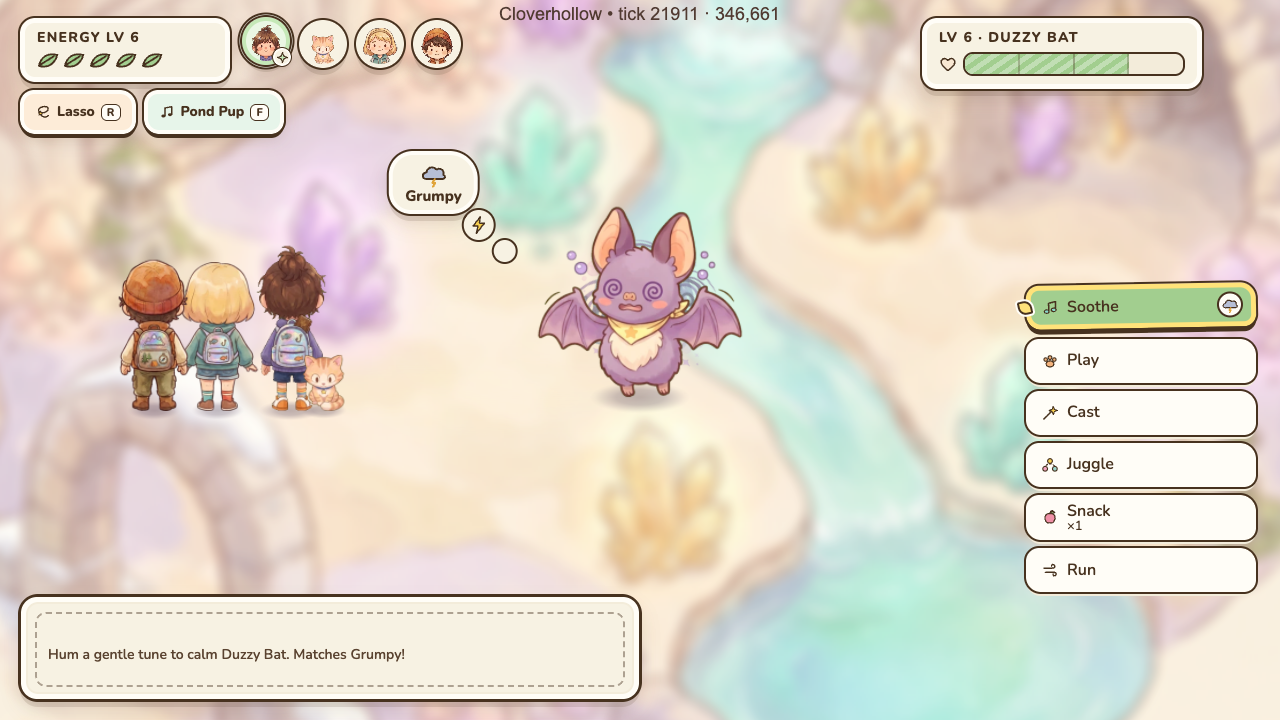 Cloverhollow • tick 21911 · 346,661
ENERGY LV 6
LV 6 · DUZZY BAT
Lasso R
Pond Pup F
Grumpy
Soothe
Play
Cast
Juggle
Snack
×1
Run
Hum a gentle tune to calm Duzzy Bat. Matches Grumpy!